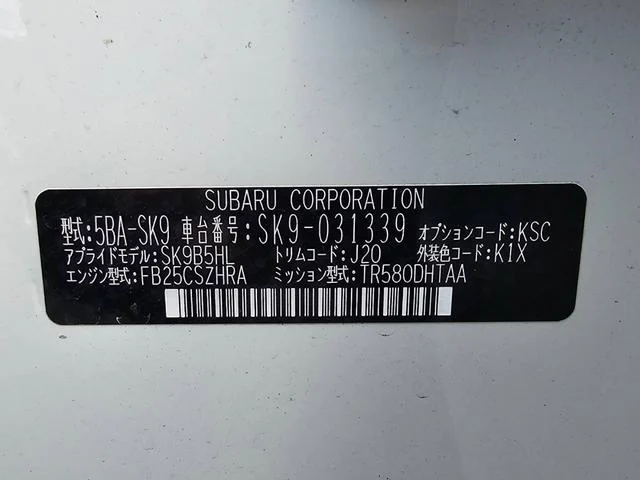 SUBARU CORPORATION
型式:5BA-SK9 車台番号:SK9-031339 オプションコード:KSC
アプライドモデル:SK9B5HL トリムコード:J20 外装色コード:K1X
エンジン型式:FB25CSZHRA ミッション型式:TR580DHTAA